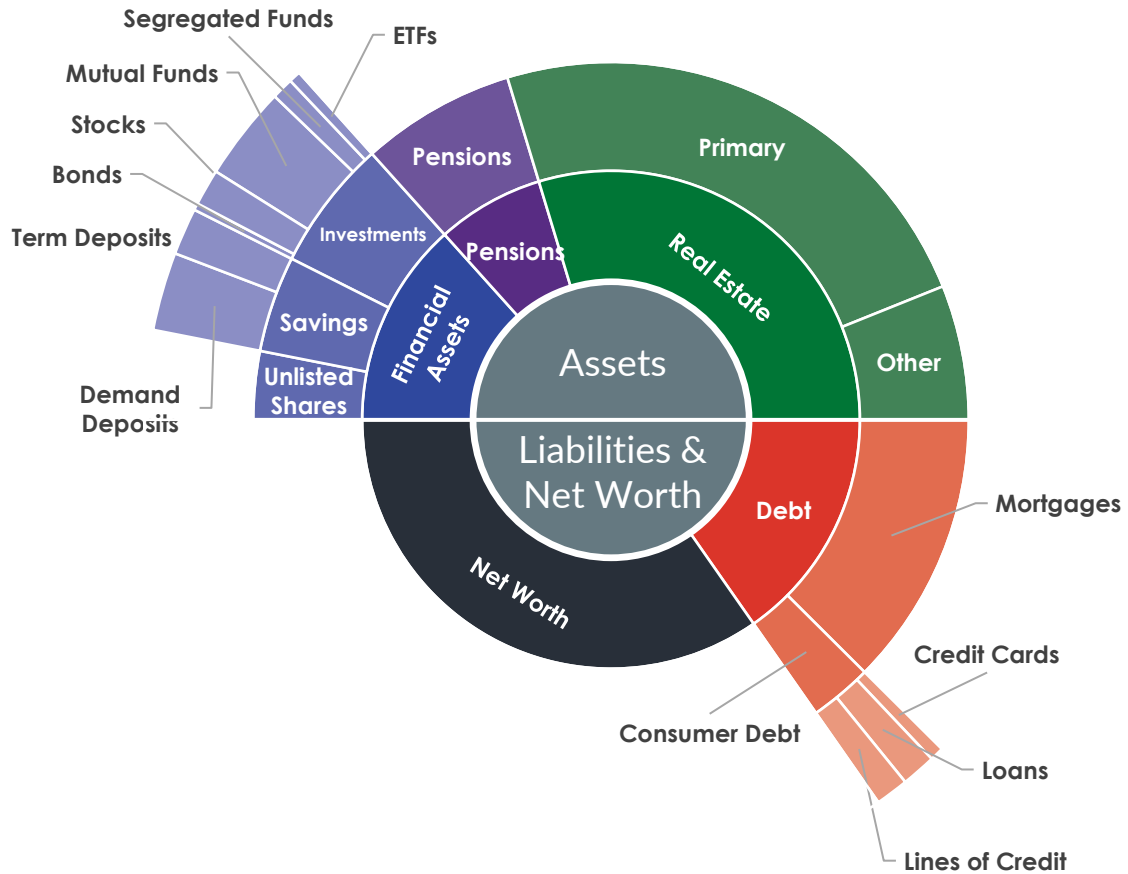 Segregated Funds
ETFs
Mutual Funds
Stocks
Bonds
Term Deposits
Demand
Deposiis
Pensions
Primary
Investments
Pensions
Real Estate
Savings
Financial
Assets
Unlisted
Shares
Other
Assets
Liabilities &
Net Worth
Debt
Mortgages
Net Worth
Credit Cards
Consumer Debt
Loans
Lines of Credit